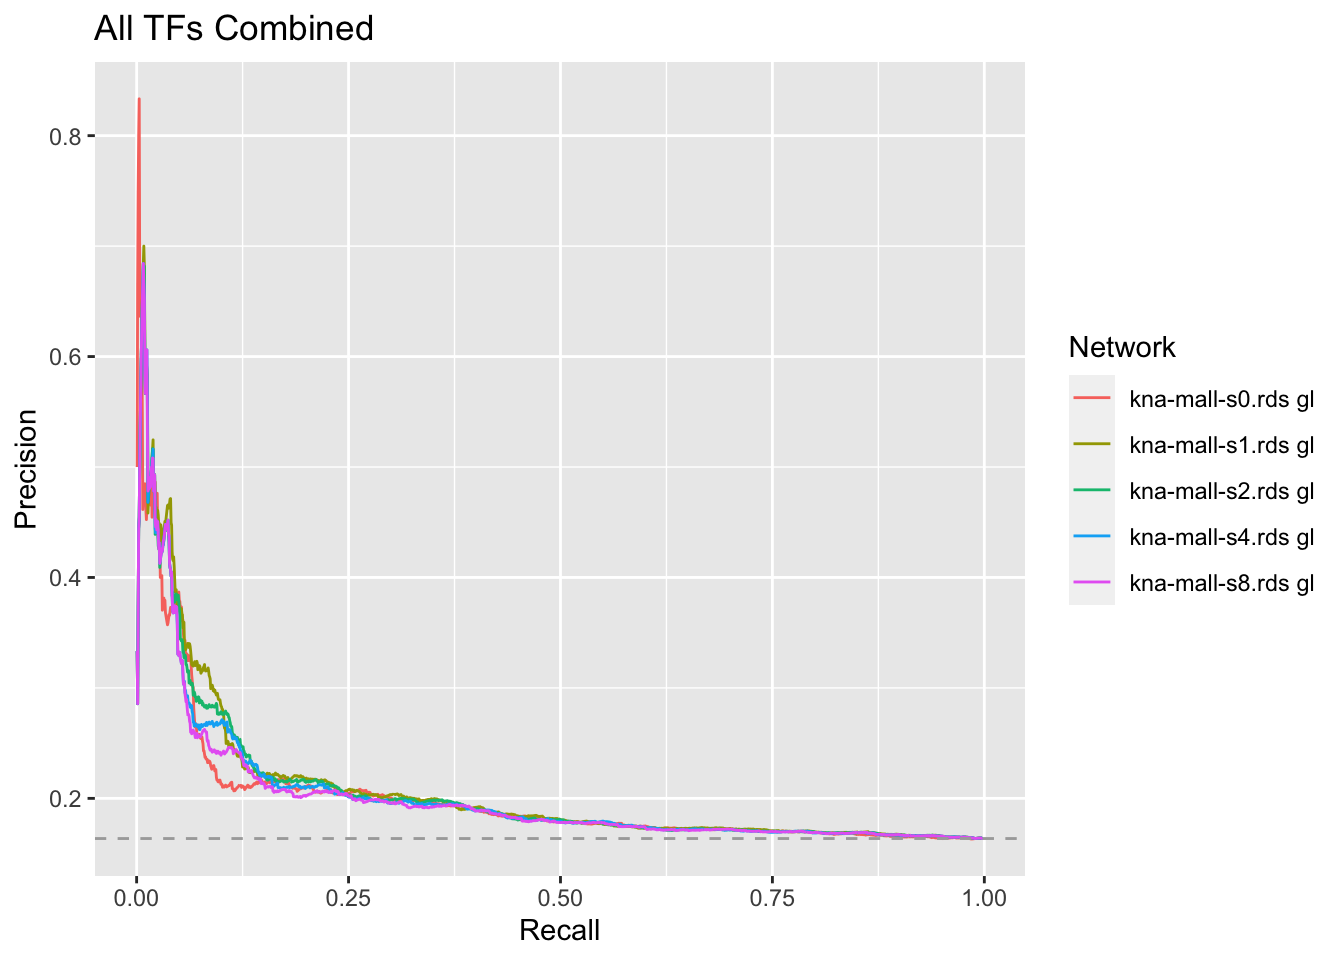 All TFs Combined
Precision
0.8
0.6
0.4
0.2
0.00
0.25
0.50
0.75
1.00
Recall
Network
kna-mall-s0.rds gl
kna-mall-s1.rds gl
kna-mall-s2.rds gl
kna-mall-s4.rds gl
kna-mall-s8.rds gl